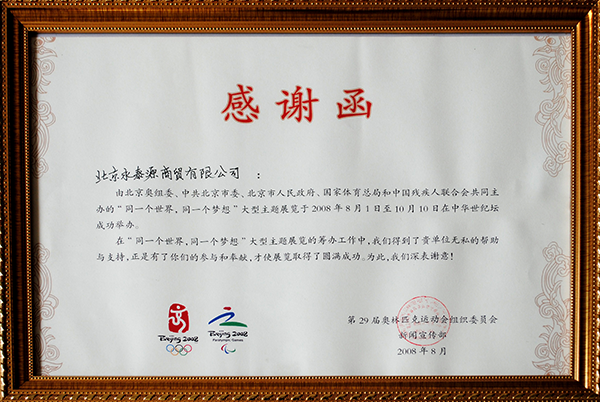 感谢函
北京永泰源商贸有限公司：
由北京奥组委、中共北京市委、北京市人民政府、国家体育总局和中国残疾人联合会共同主
办的“同一个世界，同一个梦想”大型主题展览于2008年8月1日至10月10日在中华世纪坛
成功举办。
在“同一个世界，同一个梦想”大型主题展览的筹办工作中，我们得到了贵单位无私的帮助
与支持，正是有了你们的参与和奉献，才使展览取得了圆满成功。为此，我们深表谢意！
Beijing 2008
Beijing 2008
Paralympic Games
第29届奥林匹克运动会组织委员会
新闻宣传部
2008年8月